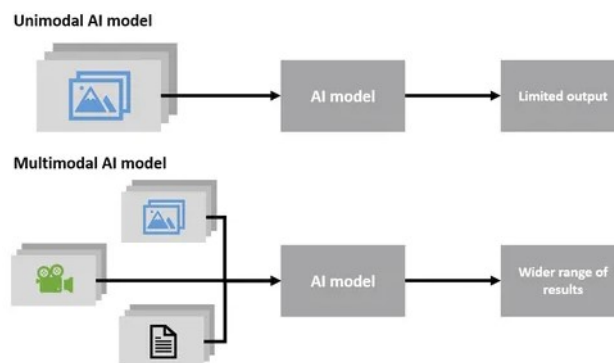 Unimodal AI model
AI model
Limited output
Multimodal AI model
AI model
Wider range of
results